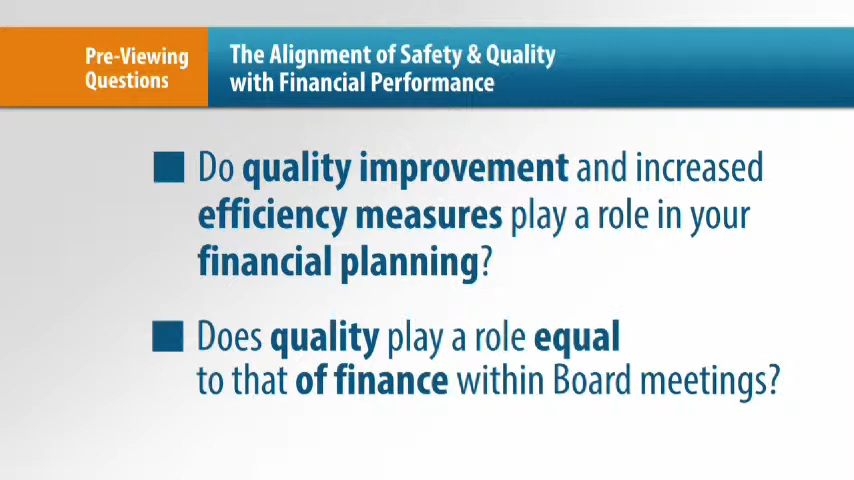 Pre-Viewing
Questions
The Alignment of Safety & Quality
with Financial Performance
Do quality improvement and increased
efficiency measures play a role in your
financial planning?
Does quality play a role equal
to that of finance within Board meetings?